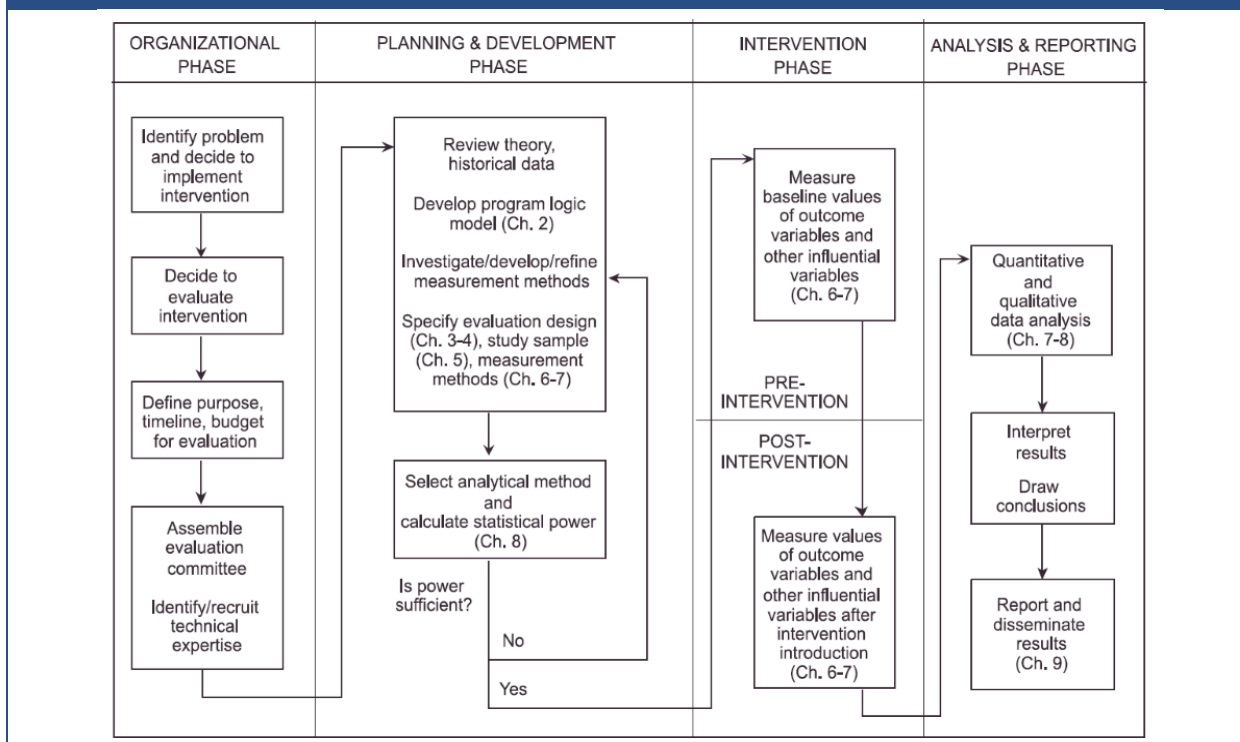 ORGANIZATIONAL
PHASE
PLANNING & DEVELOPMENT
PHASE
INTERVENTION
PHASE
ANALYSIS & REPORTING
PHASE
Identify problem
and decide to
implement
intervention
Decide to
evaluate
intervention
Define purpose,
timeline, budget
for evaluation
Assemble
evaluation
committee
Identify/recruit
technical
expertise
Review theory,
historical data
Develop program logic
model (Ch. 2)
Investigate/develop/refine
measurement methods
Specify evaluation design
(Ch. 3-4), study sample
(Ch. 5), measurement
methods (Ch. 6-7)
Select analytical method
and
calculate statistical power
(Ch. 8)
Is power
sufficient?
No
Yes
Measure
baseline values
of outcome
variables and
other influential
variables
(Ch. 6-7)
PRE-
INTERVENTION
POST-
INTERVENTION
Measure values
of outcome
variables and
other influential
variables after
intervention
introduction
(Ch. 6-7)
Quantitative
and
qualitative
data analysis
(Ch. 7-8)
Interpret
results
Draw
conclusions
Report and
disseminate
results
(Ch. 9)